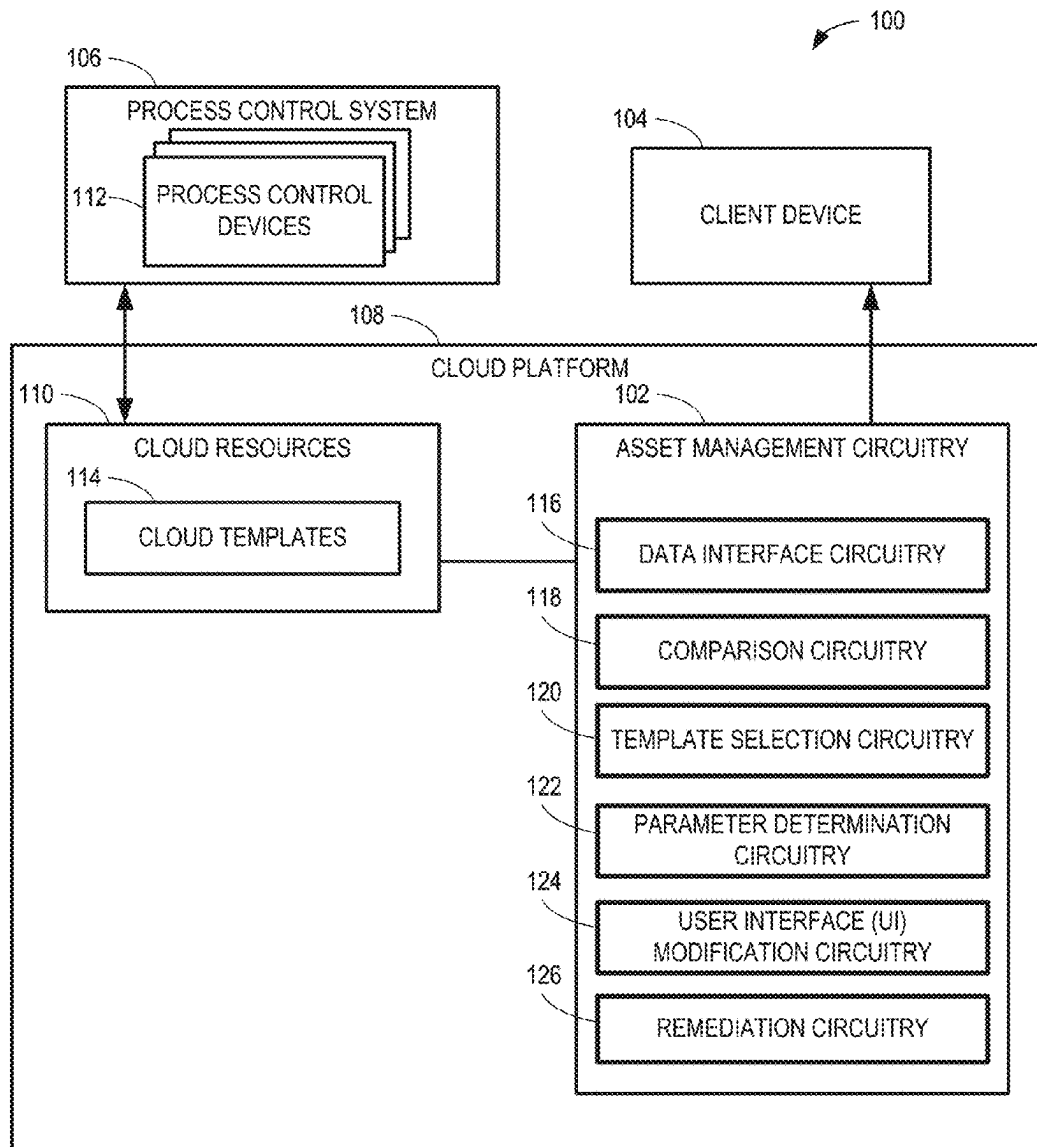 100
106
PROCESS CONTROL SYSTEM
112
PROCESS CONTROL
DEVICES
104
CLIENT DEVICE
108
CLOUD PLATFORM
110
CLOUD RESOURCES
114
CLOUD TEMPLATES
102
ASSET MANAGEMENT CIRCUITRY
116
DATA INTERFACE CIRCUITRY
118
COMPARISON CIRCUITRY
120
TEMPLATE SELECTION CIRCUITRY
122
PARAMETER DETERMINATION
CIRCUITRY
124
USER INTERFACE (UI)
MODIFICATION CIRCUITRY
126
REMEDIATION CIRCUITRY